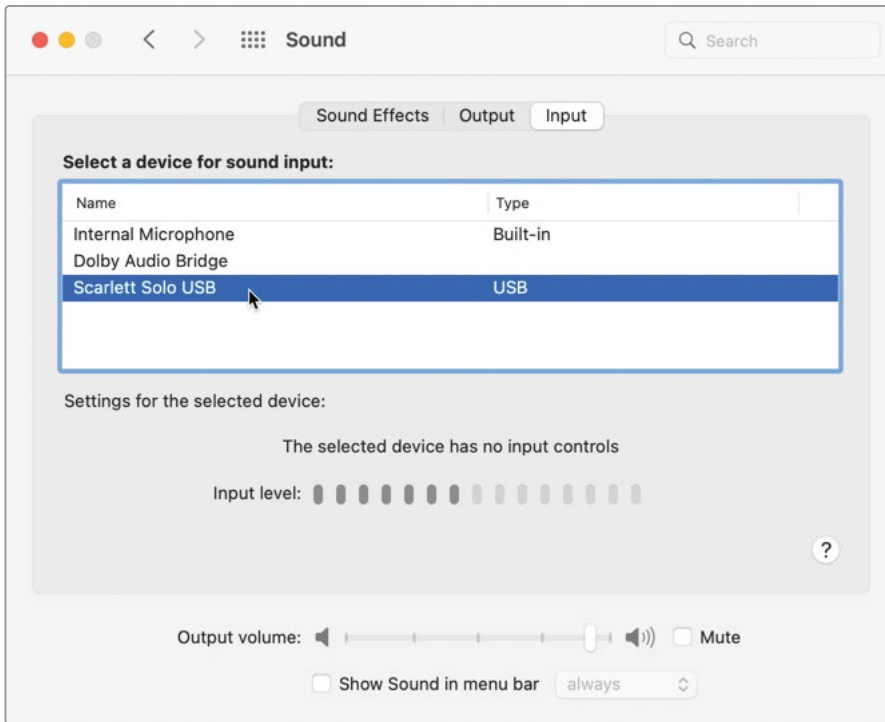 Sound
Search
Sound Effects Output Input
Select a device for sound input:
Name Type
Internal Microphone Built-in
Dolby Audio Bridge
Scarlett Solo USB USB
Settings for the selected device:
The selected device has no input controls
Input level:
?
Output volume: Mute
Show Sound in menu bar always